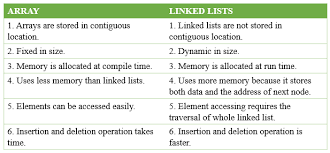 ARRAY
1. Arrays are stored in contiguous
location.
2. Fixed in size.
3. Memory is allocated at compile time.
4. Uses less memory than linked lists.
5. Elements can be accessed easily.
6. Insertion and deletion operation takes
time.
LINKED LISTS
1. Linked lists are not stored in
contiguous location.
2. Dynamic in size.
3. Memory is allocated at run time.
4. Uses more memory because it stores
both data and the address of next node.
5. Element accessing requires the
traversal of whole linked list.
6. Insertion and deletion operation is
faster.